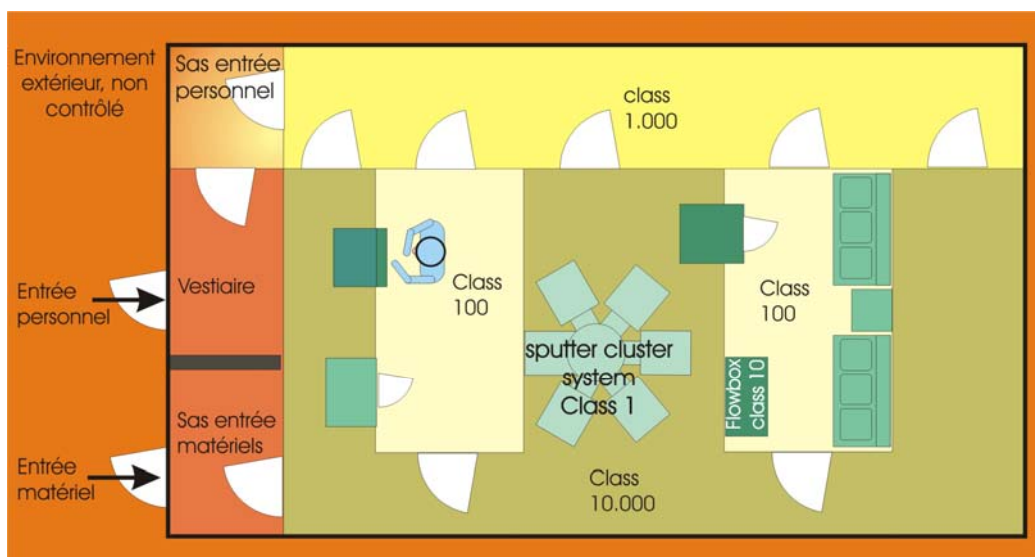 Environnement
extérieur, non
contrôlé
Sas entrée
personnel
class
1.000
Entrée
personnel
Vestiaire
Class
100
sputter cluster
system
Class 1
Class
100
Flowbox
class 10
Sas entrée
matériels
Entrée
matériel
Class
10.000